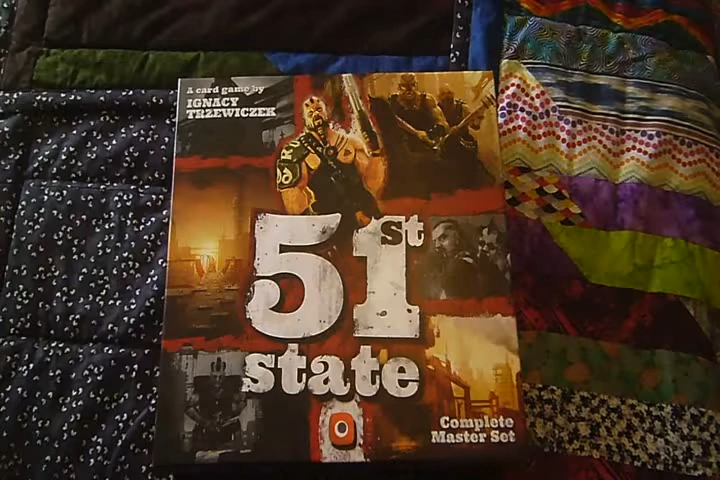 A card game by
IGNACY
TRZEWICZEK
51st
state
Complete
Master Set